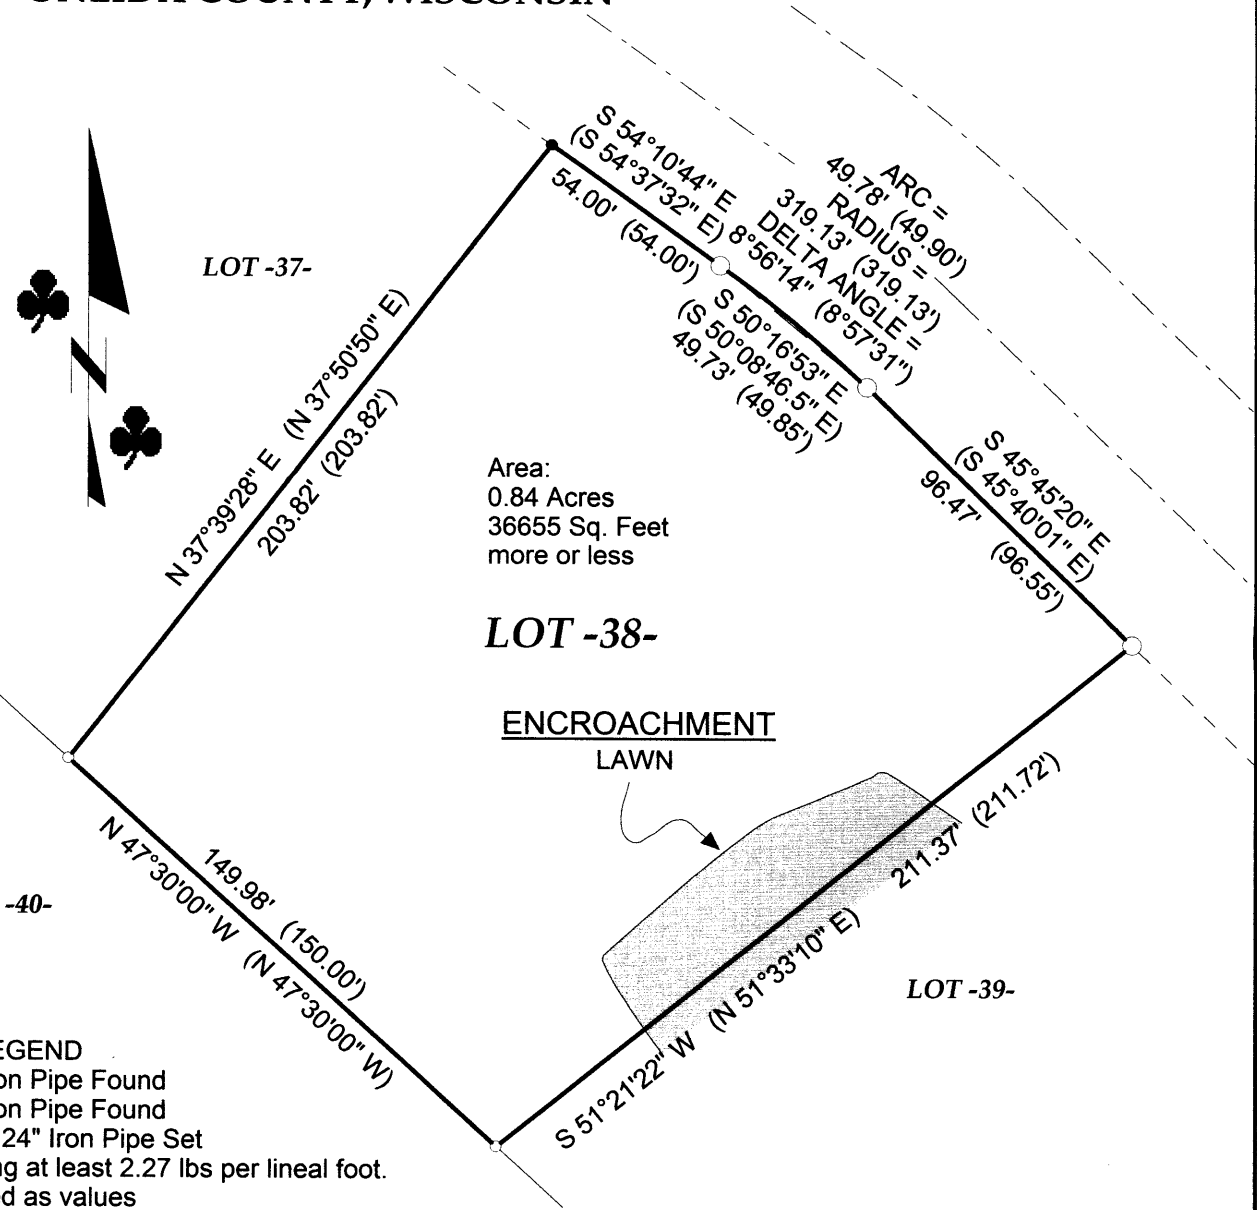 ONEIDA COUNTY, WISCONSIN
S 54°10'44" E
(S 54°37'32" E)
54.00' (54.00')
ARC =
49.78' (49.90')
RADIUS =
319.13' (319.13')
DELTA ANGLE =
8°56'14" (8°57'31")
S 50°16'53" E
(S 50°08'46.5" E)
49.73' (49.85')
LOT -37-
N
N 37°39'28" E (N 37°50'50" E)
203.82' (203.82')
S 45°45'20" E
(S 45°40'01" E)
96.47' (96.55')
Area:
0.84 Acres
36655 Sq. Feet
more or less
LOT -38-
ENCROACHMENT
LAWN
211.37' (211.72')
S 51°21'22" W (N 51°33'10" E)
149.98' (150.00')
N 47°30'00" W (N 47°30'00" W)
-40-
LOT -39-
EGEND
on Pipe Found
on Pipe Found
24" Iron Pipe Set
ng at least 2.27 lbs per lineal foot.
d as values